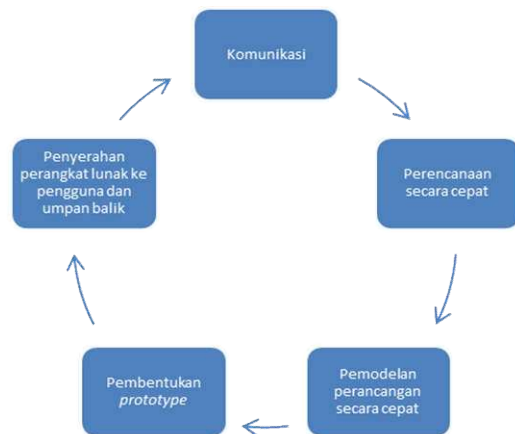 Komunikasi
Perencanaan
secara cepat
Pemodelan
perancangan
secara cepat
Pembentukan
prototype
Penyerahan
perangkat lunak ke
pengguna dan
umpan balik